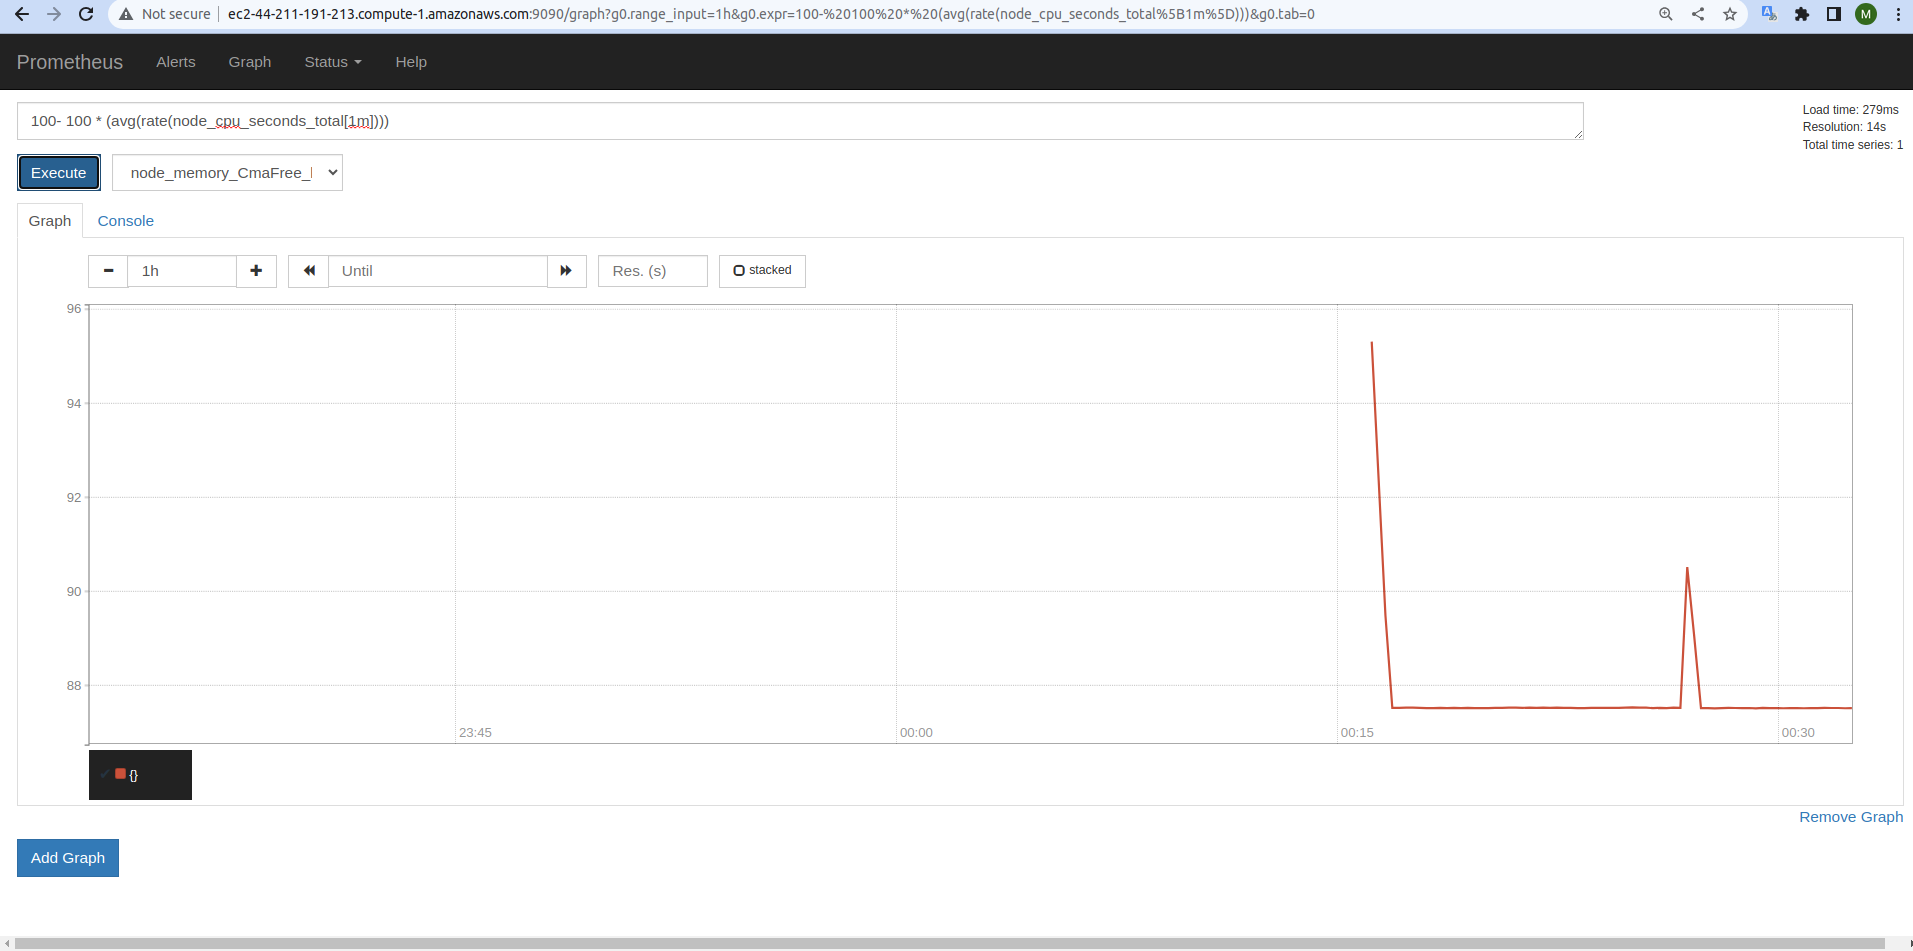 Not secure ec2-44-211-191-213.compute-1.amazonaws.com:9090/graph?g0.range_input=1h&g0.expr=100-%20100%20*%20(avg(rate(node_cpu_seconds_total%5B1m%5D)))&g0.tab=0
M
Prometheus Alerts Graph Status Help
100- 100 * (avg(rate(node_cpu_seconds_total[1m])))
Load time: 279ms
Resolution: 14s
Total time series: 1
Execute node_memory_CmaFree_
Graph Console
1h Until Res. (s) stacked
96
94
92
90
88
23:45 00:00 00:15 00:30
{}
Remove Graph
Add Graph